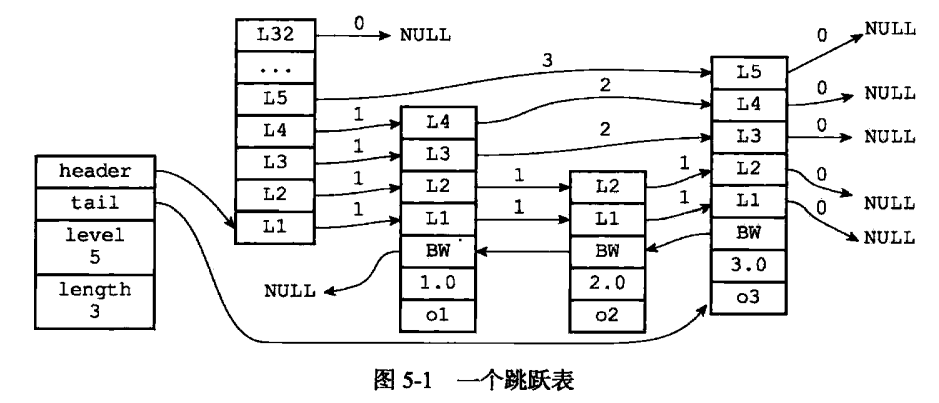 header
tail
level
5
length
3
L32
...
L5
L4
L3
L2
L1
0
NULL
3
1
1
1
1
L4
L3
L2
L1
BW
1.0
o1
NULL
2
2
1
1
L2
L1
BW
2.0
o2
1
1
L5
L4
L3
L2
L1
BW
3.0
o3
0
NULL
0
NULL
0
NULL
0
NULL
0
NULL
图 5-1 一个跳跃表